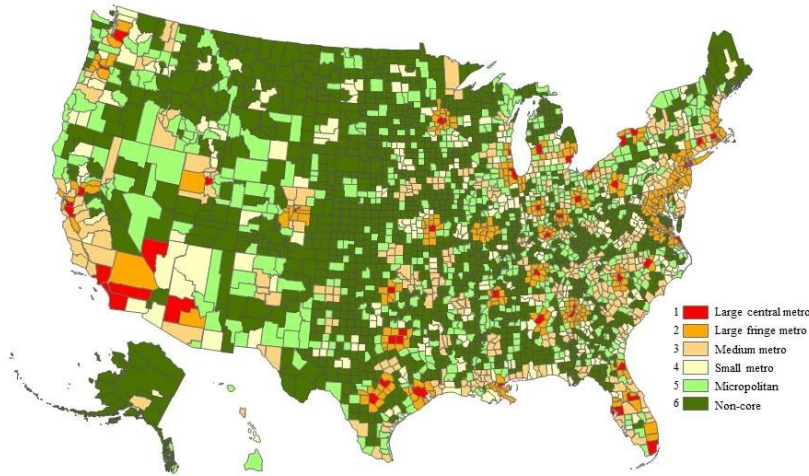 1 Large central metro
2 Large fringe metro
3 Medium metro
4 Small metro
5 Micropolitan
6 Non-core